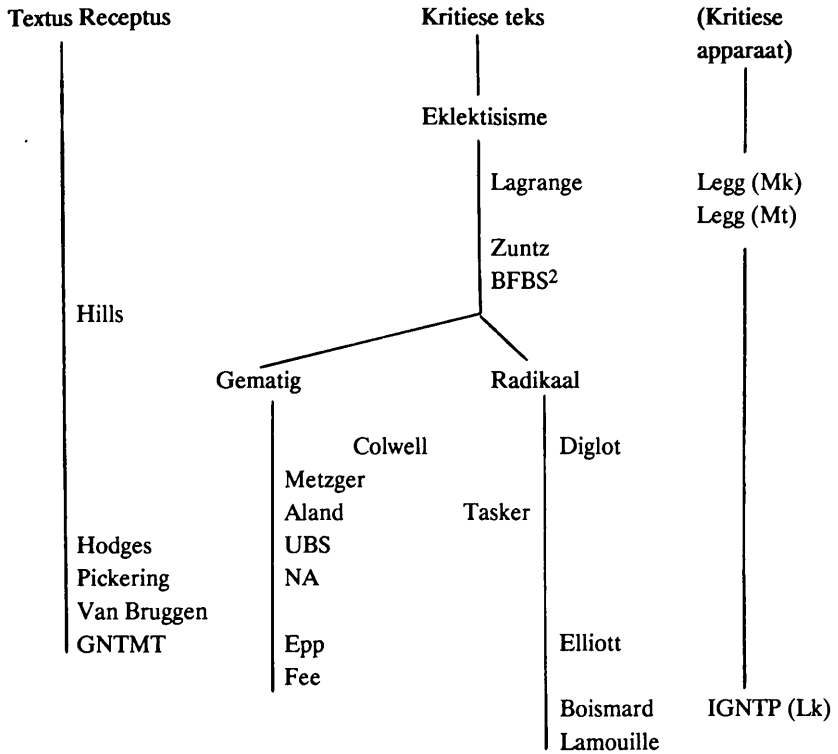 Textus Receptus
Kritiese teks
(Kritiese
apparaat)
Eklektisisme
Lagrange
Legg (Mk)
Legg (Mt)
Zuntz
BFBS²
Hills
Gematig
Radikaal
Colwell
Diglot
Metzger
Aland
Tasker
Hodges
UBS
Pickering
NA
Van Bruggen
GNTMT
Epp
Elliott
Fee
Boismard
IGNTP (Lk)
Lamouille